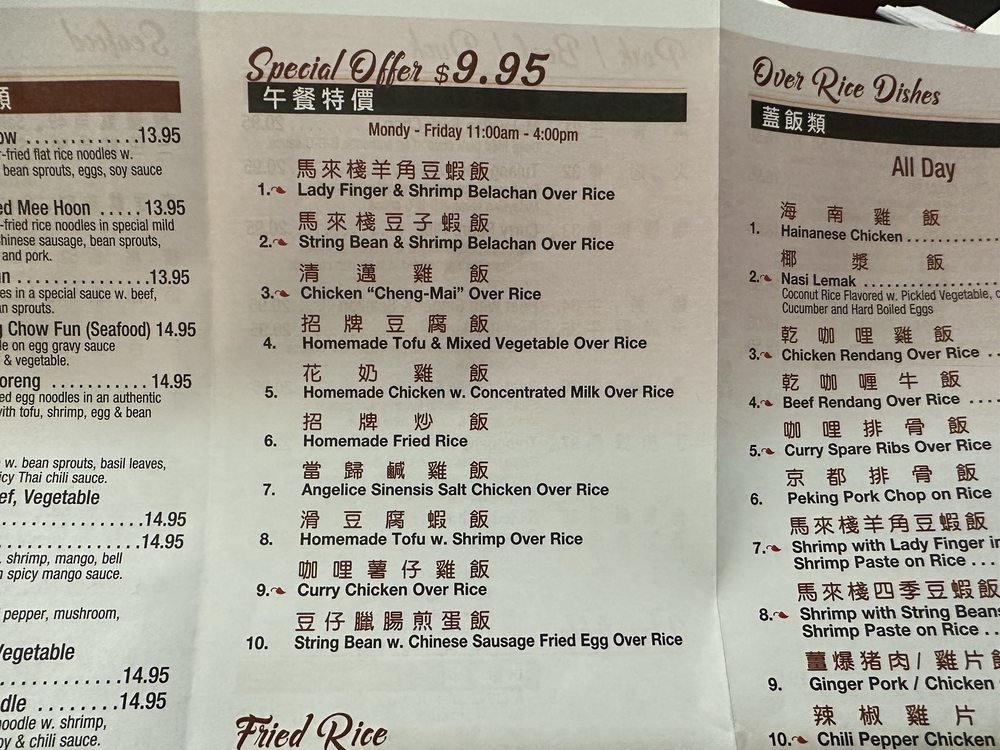 類
ow .............13.95
-fried flat rice noodles w.
bean sprouts, eggs, soy sauce
ed Mee Hoon .....13.95
-fried rice noodles in special mild
hinese sausage, bean sprouts,
and pork.
.............13.95
es in a special sauce w. beef,
an sprouts.
g Chow Fun (Seafood) 14.95
le on egg gravy sauce
& vegetable.
oreng ...........14.95
ed egg noodles in an authentic
with tofu, shrimp, egg & bean
w. bean sprouts, basil leaves,
icy Thai chili sauce.
ef, Vegetable
................14.95
................14.95
, shrimp, mango, bell
n spicy mango sauce.
pepper, mushroom,
Vegetable
.............14.95
dle ...........14.95
noodle w. shrimp,
oy & chili sauce.
Special Offer $9.95
午餐特價
Mondy - Friday 11:00am - 4:00pm
馬來棧羊角豆蝦飯
1. Lady Finger & Shrimp Belachan Over Rice
馬來棧豆子蝦飯
2. String Bean & Shrimp Belachan Over Rice
清邁雞飯
3. Chicken “Cheng-Mai” Over Rice
招牌豆腐飯
4. Homemade Tofu & Mixed Vegetable Over Rice
花奶雞飯
5. Homemade Chicken w. Concentrated Milk Over Rice
招牌炒飯
6. Homemade Fried Rice
當歸鹹雞飯
7. Angelice Sinensis Salt Chicken Over Rice
滑豆腐蝦飯
8. Homemade Tofu w. Shrimp Over Rice
咖哩薯仔雞飯
9. Curry Chicken Over Rice
豆仔臘腸煎蛋飯
10. String Bean w. Chinese Sausage Fried Egg Over Rice
Fried Rice
Over Rice Dishes
蓋飯類
All Day
海南雞飯
1. Hainanese Chicken ............
椰漿飯
2. Nasi Lemak ....................
Coconut Rice Flavored w. Pickled Vegetable,
Cucumber and Hard Boiled Eggs
乾咖哩雞飯
3. Chicken Rendang Over Rice ..
乾咖喱牛飯
4. Beef Rendang Over Rice ....
咖哩排骨飯
5. Curry Spare Ribs Over Rice
京都排骨飯
6. Peking Pork Chop on Rice
馬來棧羊角豆蝦飯
7. Shrimp with Lady Finger in
Shrimp Paste on Rice ...
馬來棧四季豆蝦飯
8. Shrimp with String Beans
Shrimp Paste on Rice ..
薑爆猪肉/雞片飯
9. Ginger Pork / Chicken
辣椒雞片
10. Chili Pepper Chicken